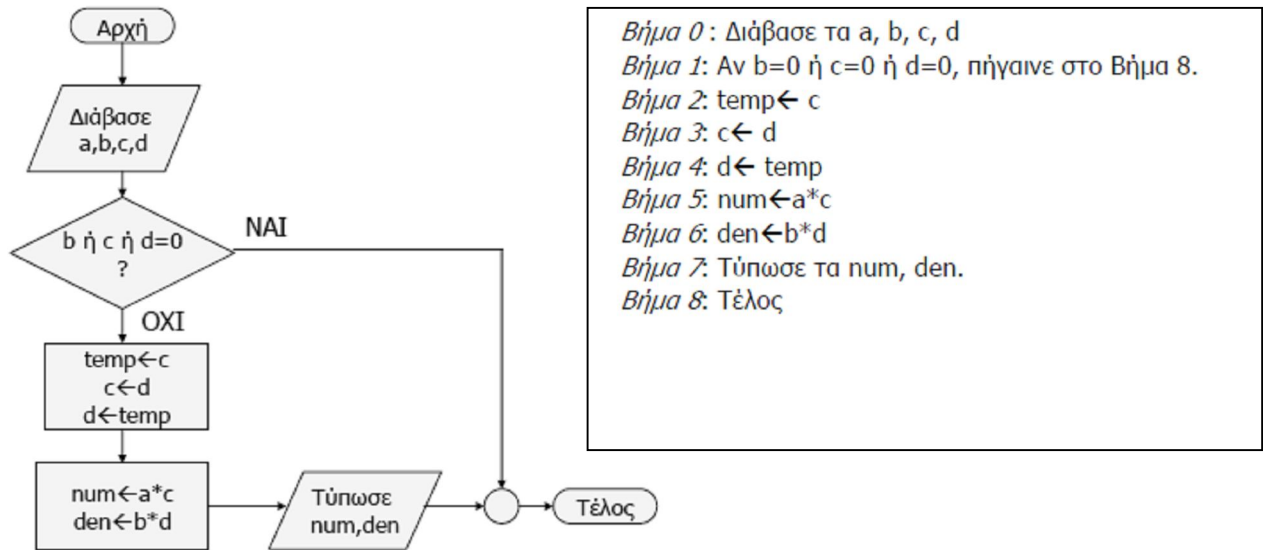 Αρχή
Διάβασε
a,b,c,d
b ή c ή d=0
?
ΝΑΙ
ΟΧΙ
temp←c
c←d
d←temp
num←a*c
den←b*d
Τύπωσε
num,den
Τέλος
Βήμα 0 : Διάβασε τα a, b, c, d
Βήμα 1: Αν b=0 ή c=0 ή d=0, πήγαινε στο Βήμα 8.
Βήμα 2: temp← c
Βήμα 3: c← d
Βήμα 4: d← temp
Βήμα 5: num←a*c
Βήμα 6: den←b*d
Βήμα 7: Τύπωσε τα num, den.
Βήμα 8: Τέλος